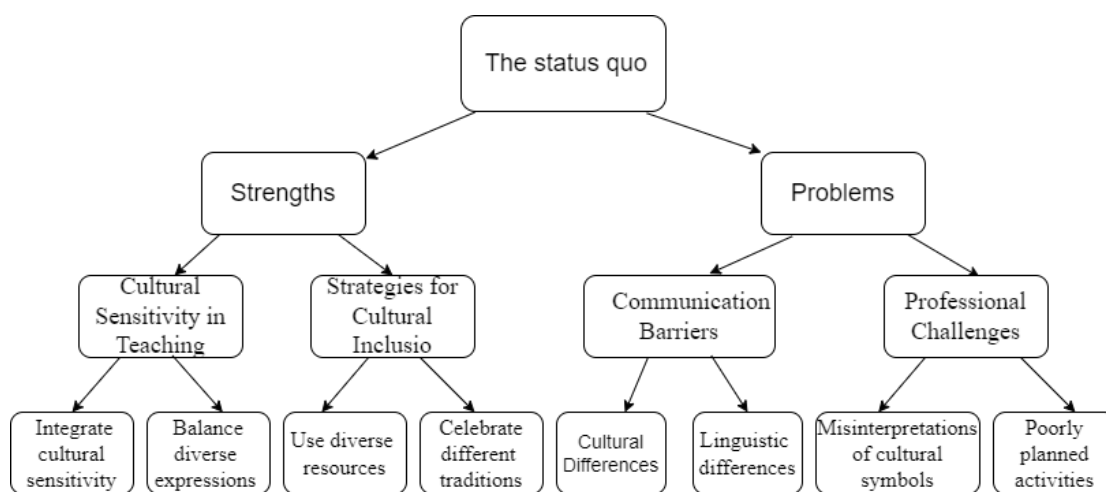 The status quo
Strengths
Problems
Cultural
Sensitivity in
Teaching
Strategies for
Cultural
Inclusio
Communication
Barriers
Professional
Challenges
Integrate
cultural
sensitivity
Balance
diverse
expressions
Use diverse
resources
Celebrate
different
traditions
Cultural
Differences
Linguistic
differences
Misinterpretations
of cultural
symbols
Poorly
planned
activities